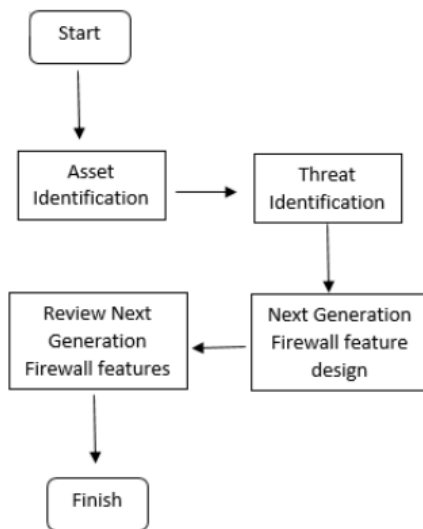 Start
Asset
Identification
Threat
Identification
Next Generation
Firewall feature
design
Review Next
Generation
Firewall features
Finish